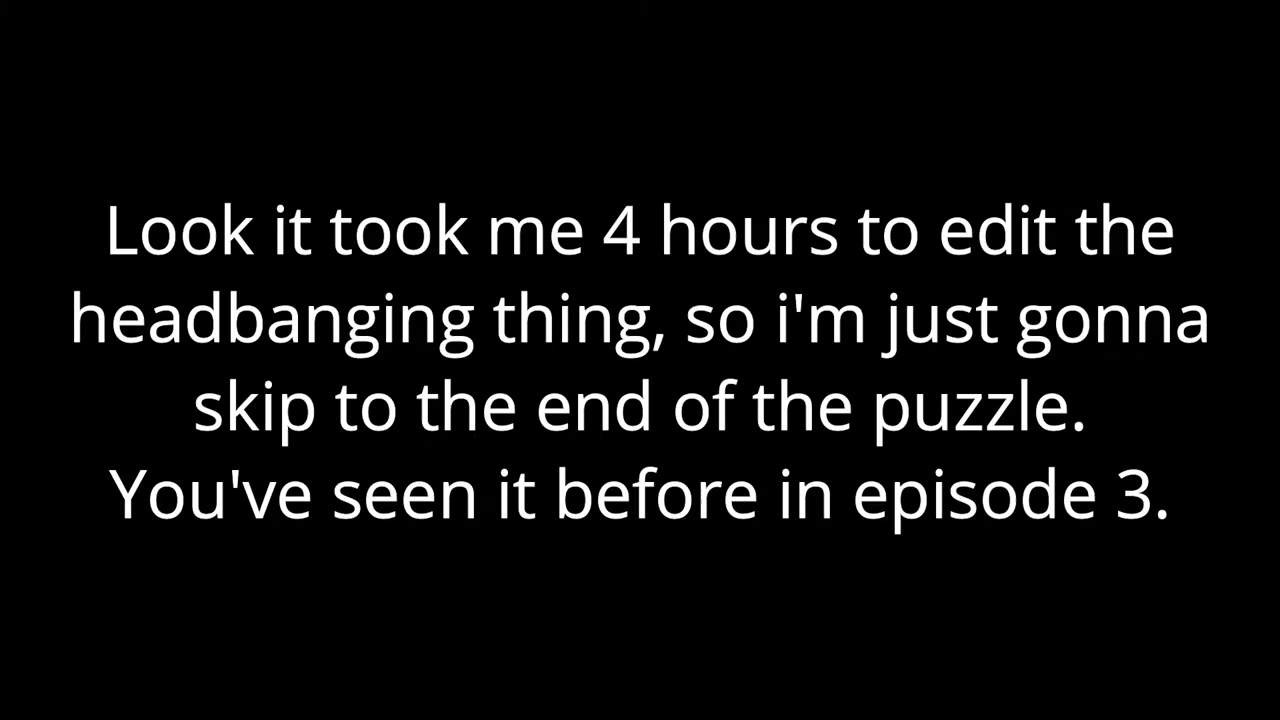 Look it took me 4 hours to edit the
headbanging thing, so i'm just gonna
skip to the end of the puzzle.
You've seen it before in episode 3.